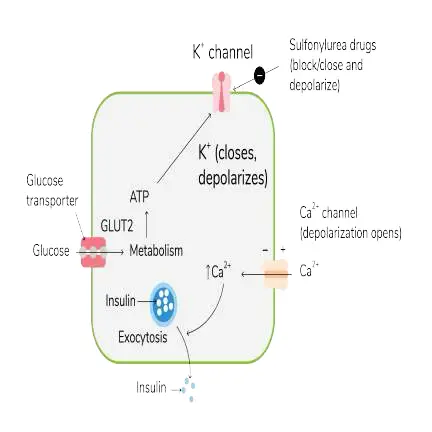 K⁺ channel
Sulfonylurea drugs
(block/close and
depolarize)
K⁺ (closes,
depolarizes)
Glucose
transporter
ATP
GLUT2
Glucose
Metabolism
Ca²⁺ channel
(depolarization opens)
− +
↑Ca²⁺
Ca⁷⁺
Insulin
Exocytosis
Insulin